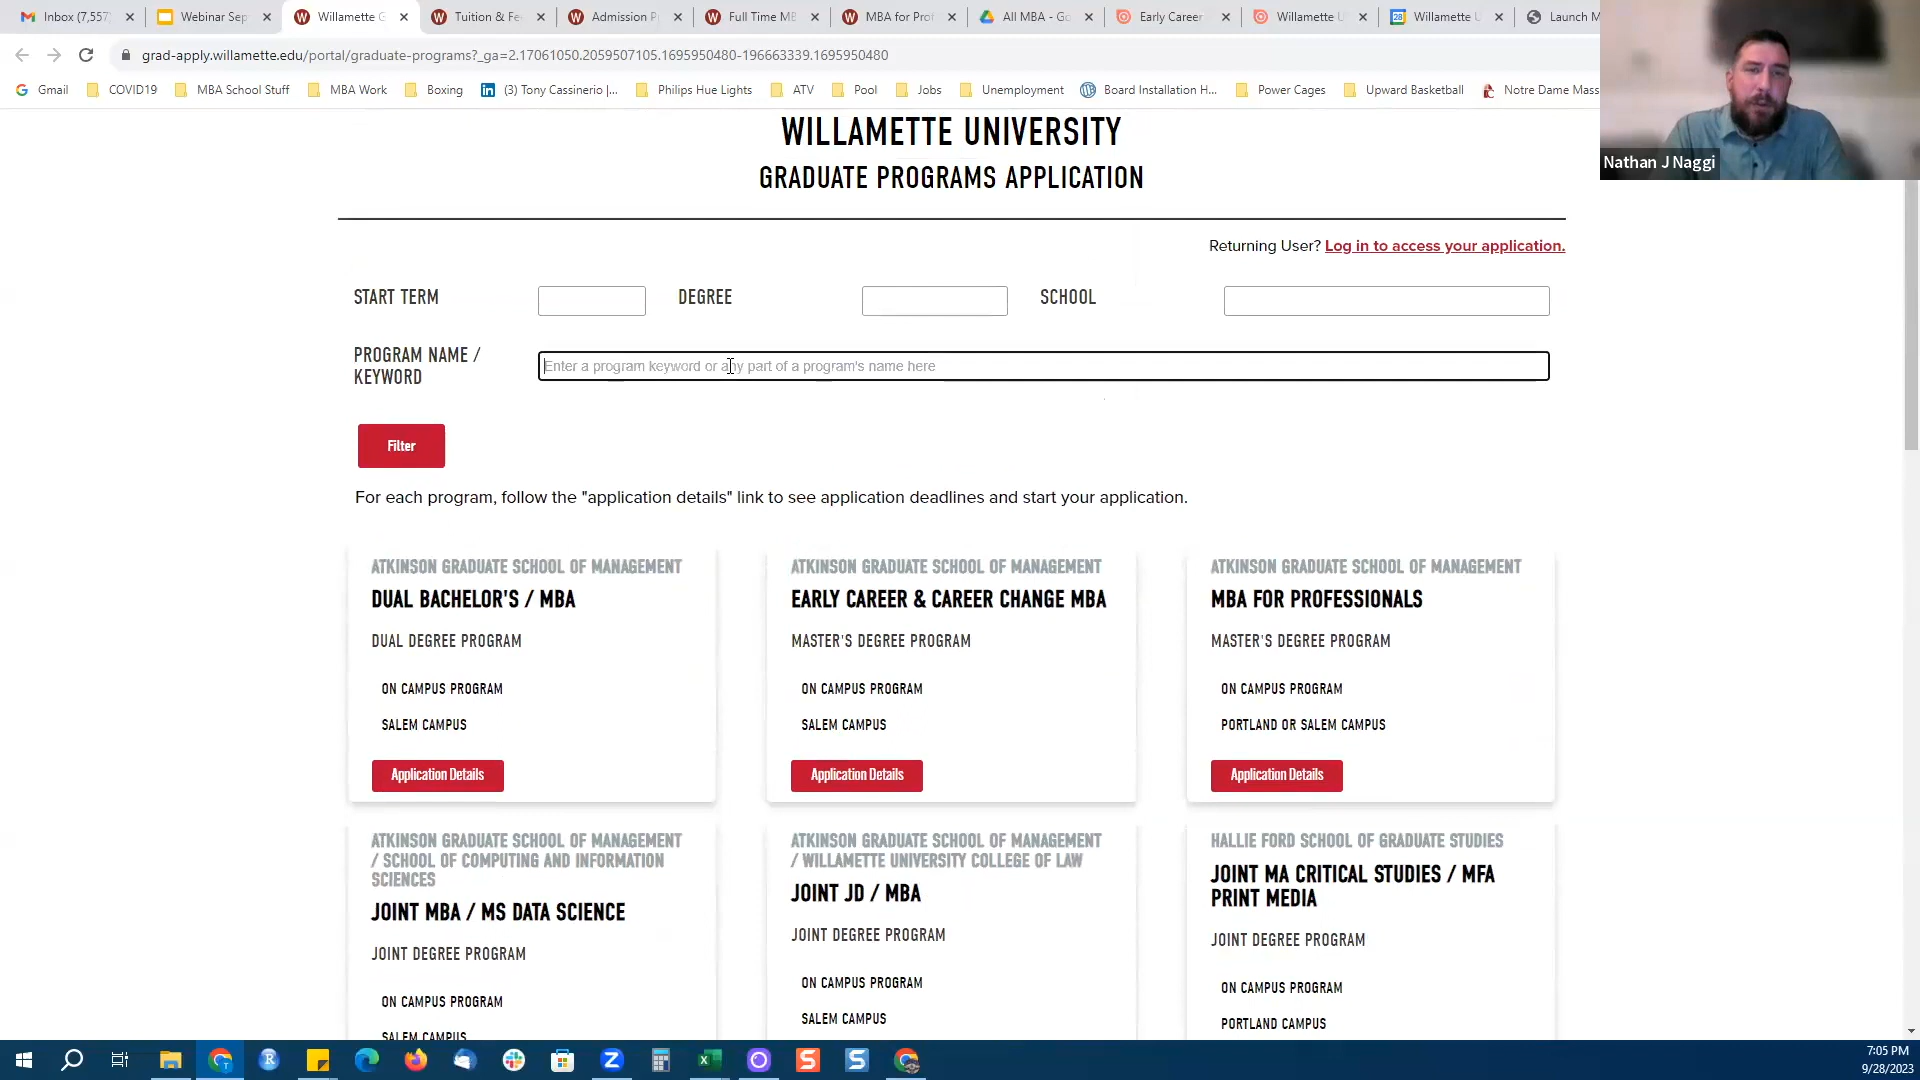 Inbox (7,557
Webinar Sep
Willamette G
Tuition & Fe
Admission P
Full Time MB
MBA for Prof
All MBA - Go
Early Career
Willamette U
28
Willamette U
Launch M
grad-apply.willamette.edu/portal/graduate-programs?_ga=2.17061050.2059507105.1695950480-196663339.1695950480
Gmail
COVID19
MBA School Stuff
MBA Work
Boxing
(3) Tony Cassinerio |...
Philips Hue Lights
ATV
Pool
Jobs
Unemployment
Board Installation H...
Power Cages
Upward Basketball
Notre Dame Mass
Nathan J Naggi
WILLAMETTE UNIVERSITY
GRADUATE PROGRAMS APPLICATION
Returning User? Log in to access your application.
START TERM
DEGREE
SCHOOL
PROGRAM NAME /
KEYWORD
Enter a program keyword or any part of a program's name here
Filter
For each program, follow the "application details" link to see application deadlines and start your application.
ATKINSON GRADUATE SCHOOL OF MANAGEMENT
DUAL BACHELOR'S / MBA
DUAL DEGREE PROGRAM
ON CAMPUS PROGRAM
SALEM CAMPUS
Application Details
ATKINSON GRADUATE SCHOOL OF MANAGEMENT
EARLY CAREER & CAREER CHANGE MBA
MASTER'S DEGREE PROGRAM
ON CAMPUS PROGRAM
SALEM CAMPUS
Application Details
ATKINSON GRADUATE SCHOOL OF MANAGEMENT
MBA FOR PROFESSIONALS
MASTER'S DEGREE PROGRAM
ON CAMPUS PROGRAM
PORTLAND OR SALEM CAMPUS
Application Details
ATKINSON GRADUATE SCHOOL OF MANAGEMENT
/ SCHOOL OF COMPUTING AND INFORMATION
SCIENCES
JOINT MBA / MS DATA SCIENCE
JOINT DEGREE PROGRAM
ON CAMPUS PROGRAM
SALEM CAMPUS
ATKINSON GRADUATE SCHOOL OF MANAGEMENT
/ WILLAMETTE UNIVERSITY COLLEGE OF LAW
JOINT JD / MBA
JOINT DEGREE PROGRAM
ON CAMPUS PROGRAM
SALEM CAMPUS
HALLIE FORD SCHOOL OF GRADUATE STUDIES
JOINT MA CRITICAL STUDIES / MFA
PRINT MEDIA
JOINT DEGREE PROGRAM
ON CAMPUS PROGRAM
PORTLAND CAMPUS
7:05 PM
9/28/2023